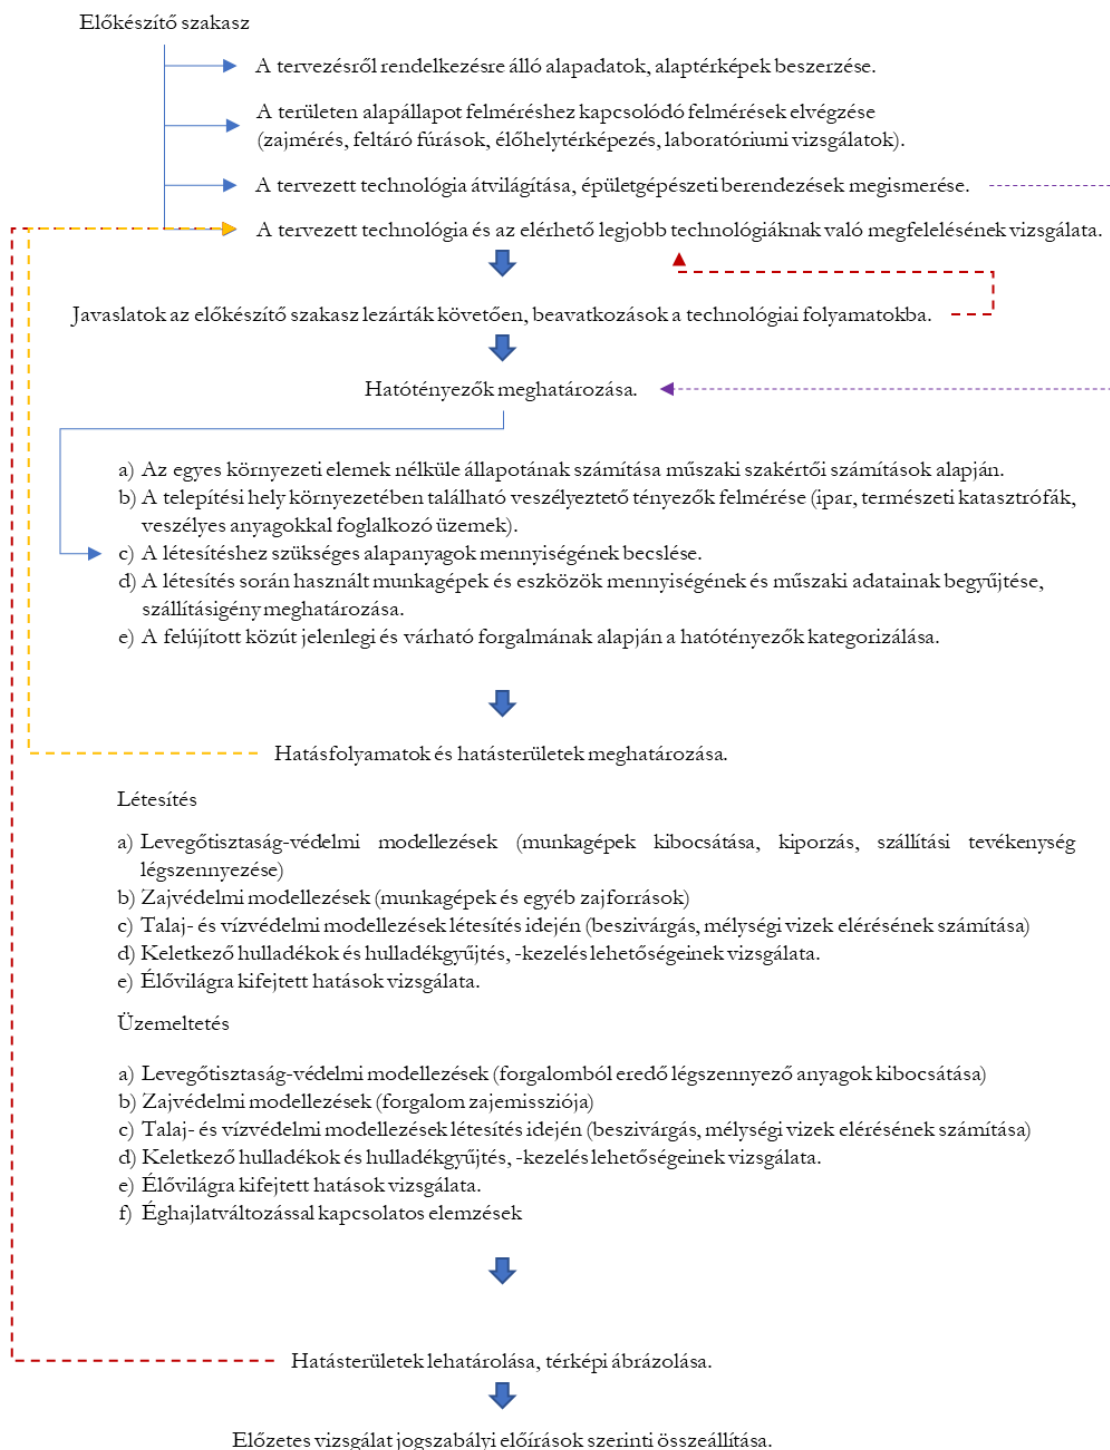 Előkészítő szakasz
A tervezésről rendelkezésre álló alapadatok, alaptérképek beszerzése.
A területen alapállapot felméréshez kapcsolódó felmérések elvégzése
(zajmérés, feltáró fúrások, élőhelytérképezés, laboratóriumi vizsgálatok).
A tervezett technológia átvilágítása, épületgépészeti berendezések megismerése.
A tervezett technológia és az elérhető legjobb technológiáknak való megfelelésének vizsgálata.
Javaslatok az előkészítő szakasz lezárták követően, beavatkozások a technológiai folyamatokba.
Hatótényezők meghatározása.
a) Az egyes környezeti elemek nélküle állapotának számítása műszaki szakértői számítások alapján.
b) A telepítési hely környezetében található veszélyeztető tényezők felmérése (ipar, természeti katasztrófák,
veszélyes anyagokkal foglalkozó üzemek).
c) A létesítéshez szükséges alapanyagok mennyiségének becslése.
d) A létesítés során használt munkagépek és eszközök mennyiségének és műszaki adatainak begyűjtése,
szállításigény meghatározása.
e) A felújított közút jelenlegi és várható forgalmának alapján a hatótényezők kategorizálása.
Hatásfolyamatok és hatásterületek meghatározása.
Létesítés
a) Levegőtisztaság-védelmi modellezések (munkagépek kibocsátása, kiporzás, szállítási tevékenység
légszennyezése)
b) Zajvédelmi modellezések (munkagépek és egyéb zajforrások)
c) Talaj- és vízvédelmi modellezések létesítés idején (beszivárgás, mélységi vizek elérésének számítása)
d) Keletkező hulladékok és hulladékgyűjtés, -kezelés lehetőségeinek vizsgálata.
e) Élővilágra kifejtett hatások vizsgálata.
Üzemeltetés
a) Levegőtisztaság-védelmi modellezések (forgalomból eredő légszennyező anyagok kibocsátása)
b) Zajvédelmi modellezések (forgalom zajemissziója)
c) Talaj- és vízvédelmi modellezések létesítés idején (beszivárgás, mélységi vizek elérésének számítása)
d) Keletkező hulladékok és hulladékgyűjtés, -kezelés lehetőségeinek vizsgálata.
e) Élővilágra kifejtett hatások vizsgálata.
f) Éghajlatváltozással kapcsolatos elemzések
Hatásterületek lehatárolása, térképi ábrázolása.
Előzetes vizsgálat jogszabályi előírások szerinti összeállítása.